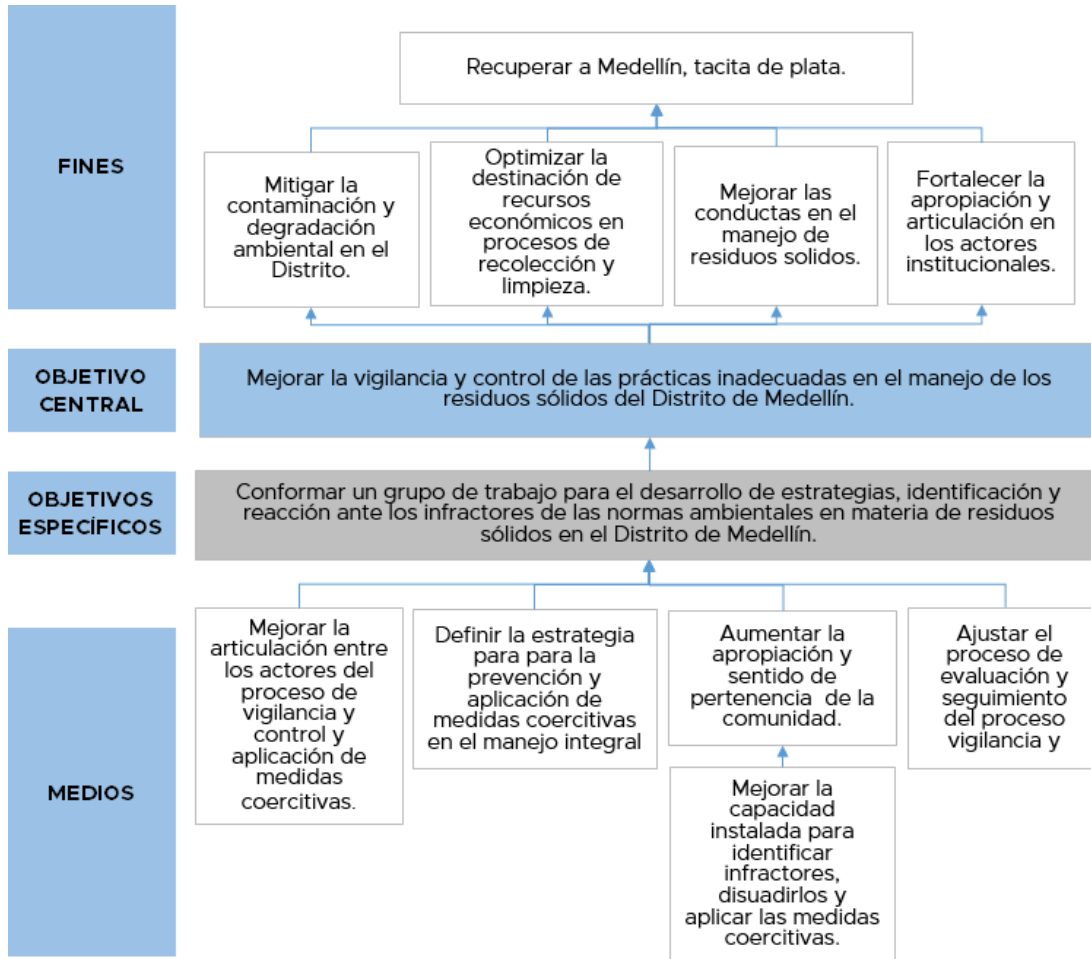 Recuperar a Medellín, tacita de plata.
FINES
Mitigar la
contaminación y
degradación
ambiental en el
Distrito.
Optimizar la
destinación de
recursos
económicos en
procesos de
recolección y
limpieza.
Mejorar las
conductas en el
manejo de
residuos solidos.
Fortalecer la
apropiación y
articulación en
los actores
institucionales.
OBJETIVO
CENTRAL
Mejorar la vigilancia y control de las prácticas inadecuadas en el manejo de los
residuos sólidos del Distrito de Medellín.
OBJETIVOS
ESPECÍFICOS
Conformar un grupo de trabajo para el desarrollo de estrategias, identificación y
reacción ante los infractores de las normas ambientales en materia de residuos
sólidos en el Distrito de Medellín.
MEDIOS
Mejorar la
articulación entre
los actores del
proceso de
vigilancia y
control y
aplicación de
medidas
coercitivas.
Definir la estrategia
para para la
prevención y
aplicación de
medidas coercitivas
en el manejo integral
Aumentar la
apropiación y
sentido de
pertenencia de la
comunidad.
Ajustar el
proceso de
evaluación y
seguimiento
del proceso
vigilancia y
Mejorar la
capacidad
instalada para
identificar
infractores,
disuadirlos y
aplicar las medidas
coercitivas.